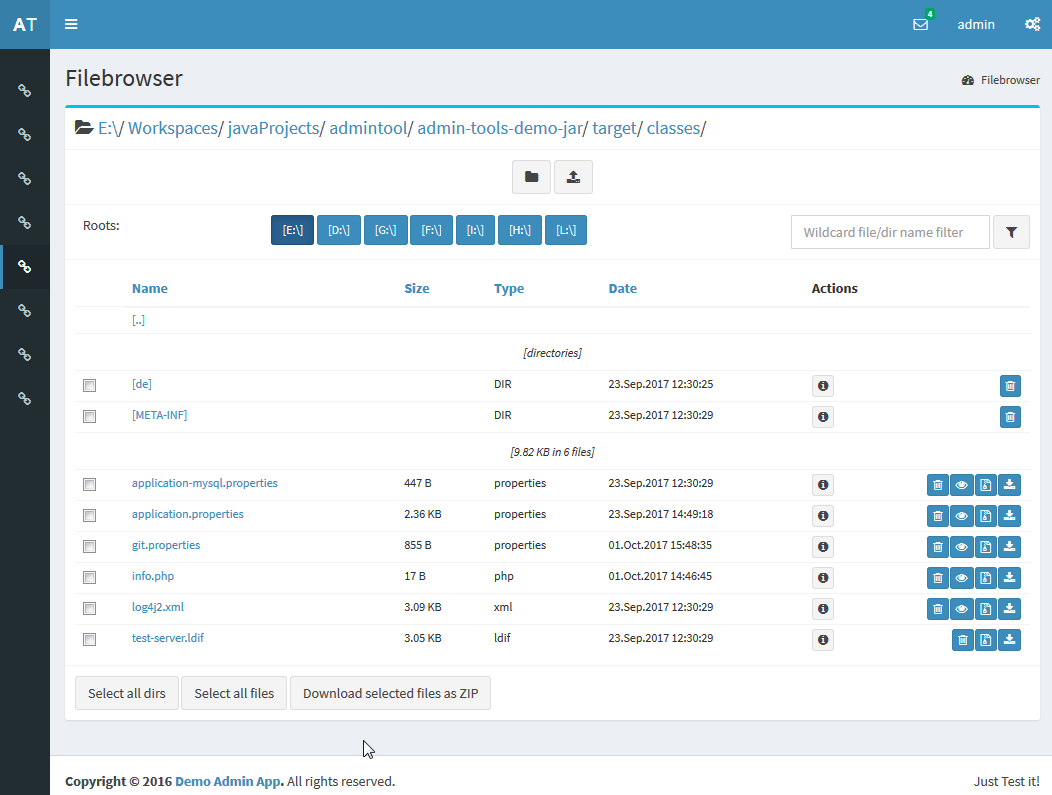 AT 4 admin
Filebrowser Filebrowser
E:\/ Workspaces/ javaProjects/ admintool/ admin-tools-demo-jar/ target/ classes/
Roots: [E:\] [D:\] [G:\] [F:\] [I:\] [H:\] [L:\] Wildcard file/dir name filter
Name Size Type Date Actions
[..]
[directories]
[de] DIR 23.Sep.2017 12:30:25
[META-INF] DIR 23.Sep.2017 12:30:29
[9.82 KB in 6 files]
application-mysql.properties 447 B properties 23.Sep.2017 12:30:29
application.properties 2.36 KB properties 23.Sep.2017 14:49:18
git.properties 855 B properties 01.Oct.2017 15:48:35
info.php 17 B php 01.Oct.2017 14:46:45
log4j2.xml 3.09 KB xml 23.Sep.2017 12:30:29
test-server.ldif 3.05 KB ldif 23.Sep.2017 12:30:29
Select all dirs Select all files Download selected files as ZIP
Copyright © 2016 Demo Admin App. All rights reserved. Just Test it!